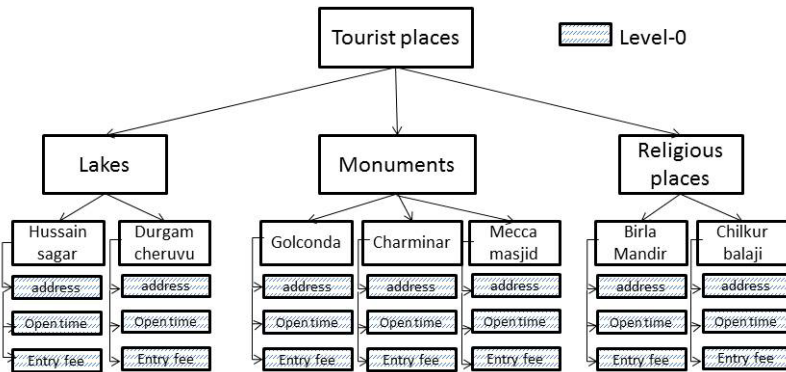 Tourist places
Level-0
Lakes
Monuments
Religious
places
Hussain
sagar
Durgam
cheruvu
Golconda
Charminar
Mecca
masjid
Birla
Mandir
Chilkur
balaji
address
address
address
address
address
address
address
Open time
Open time
Open time
Open time
Open time
Open time
Open time
Entry fee
Entry fee
Entry fee
Entry fee
Entry fee
Entry fee
Entry fee